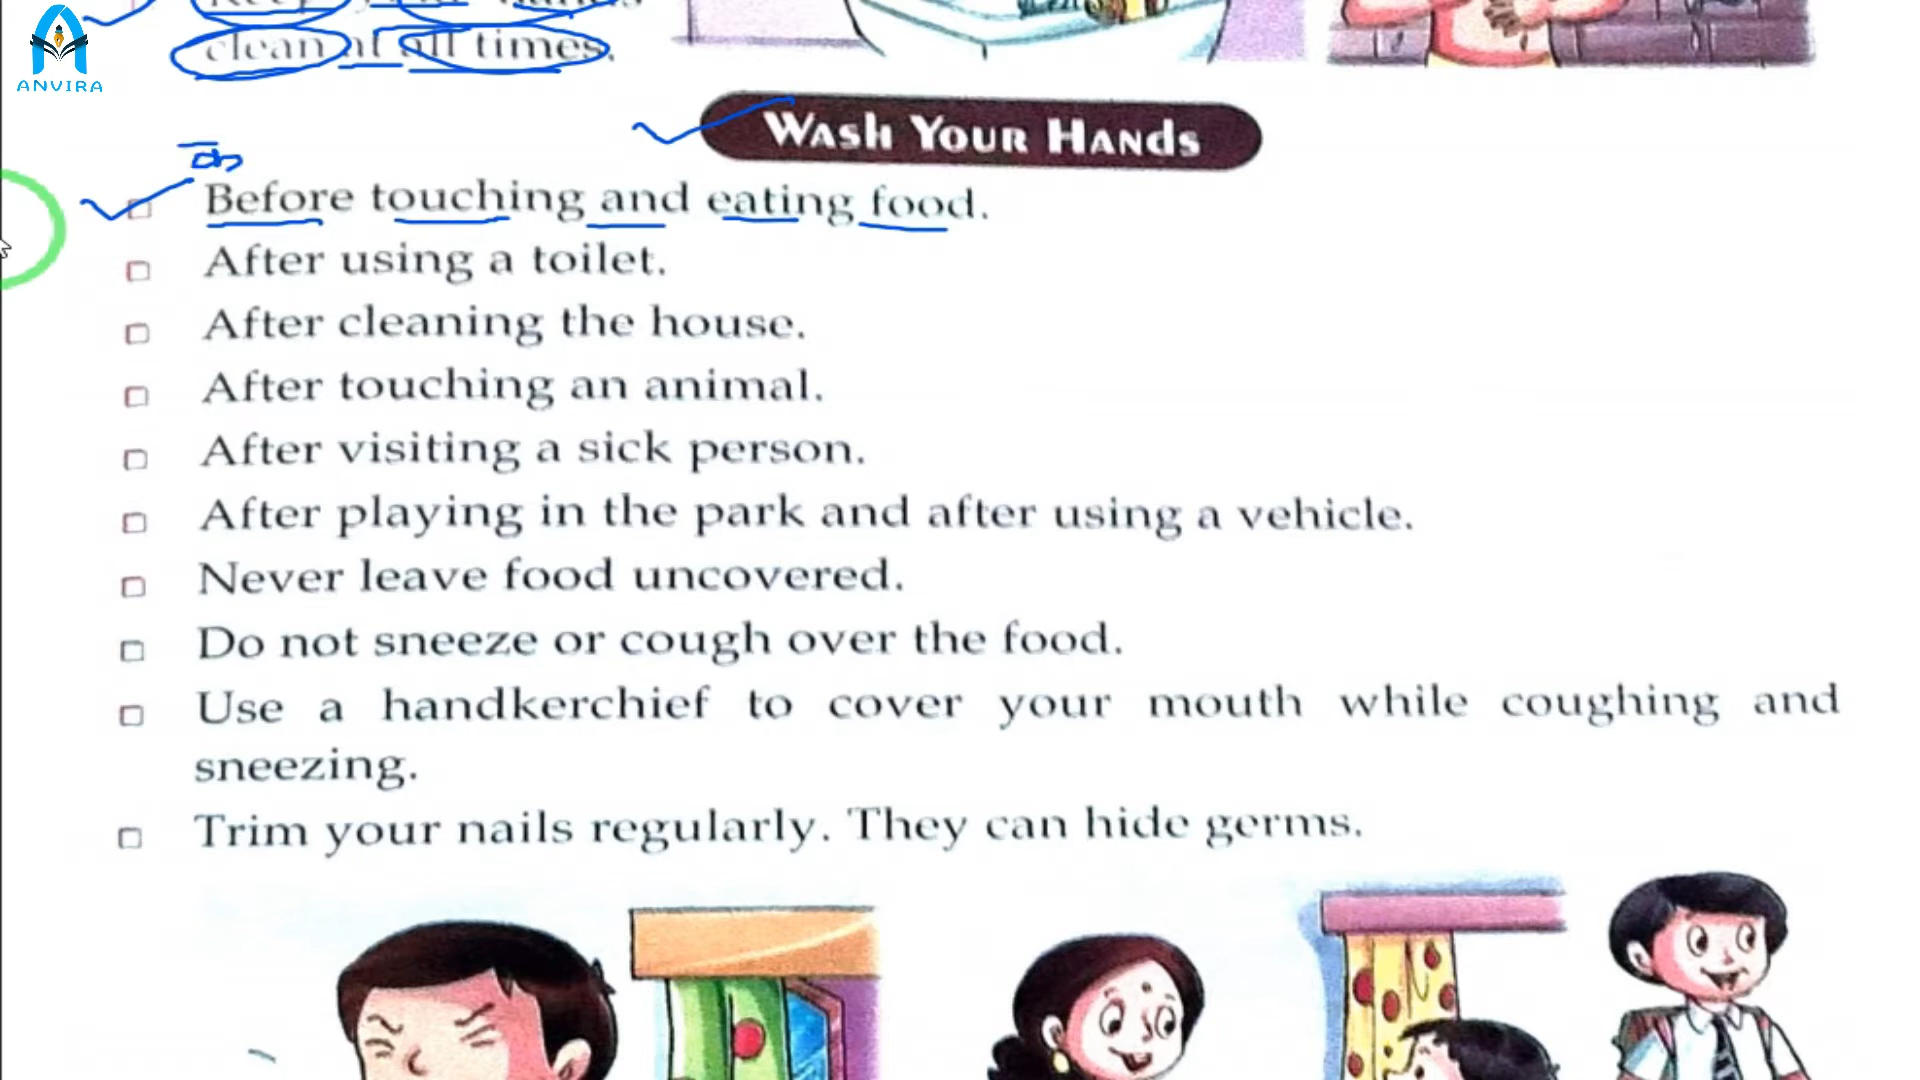 ANVIRA
clean at all times.
WASH YOUR HANDS
Before touching and eating food.
After using a toilet.
After cleaning the house.
After touching an animal.
After visiting a sick person.
After playing in the park and after using a vehicle.
Never leave food uncovered.
Do not sneeze or cough over the food.
Use a handkerchief to cover your mouth while coughing and
sneezing.
Trim your nails regularly. They can hide germs.